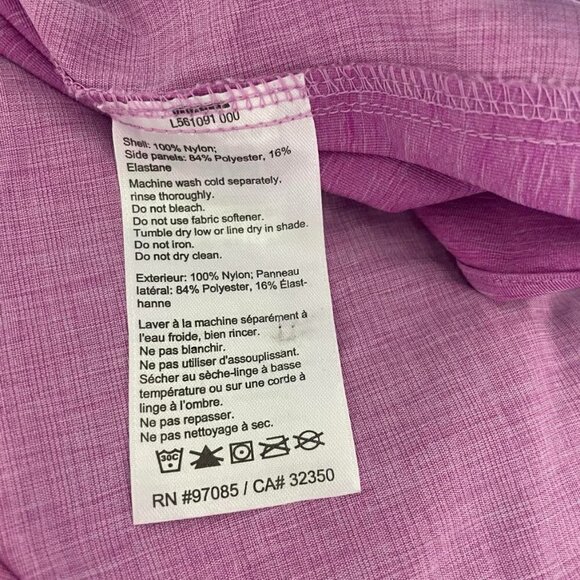 L561091 000
Shell: 100% Nylon;
Side panels: 84% Polyester, 16%
Elastane
Machine wash cold separately.
rinse thoroughly.
Do not bleach.
Do not use fabric softener.
Tumble dry low or line dry in shade.
Do not iron.
Do not dry clean.
Exterieur: 100% Nylon; Panneau
latéral: 84% Polyester, 16% Élast-
hanne
Laver à la machine séparément à
l'eau froide, bien rincer.
Ne pas blanchir.
Ne pas utiliser d'assouplissant.
Sécher au sèche-linge à basse
température ou sur une corde à
linge à l'ombre.
Ne pas repasser.
Ne pas nettoyage à sec.
30C
RN #97085 / CA# 32350